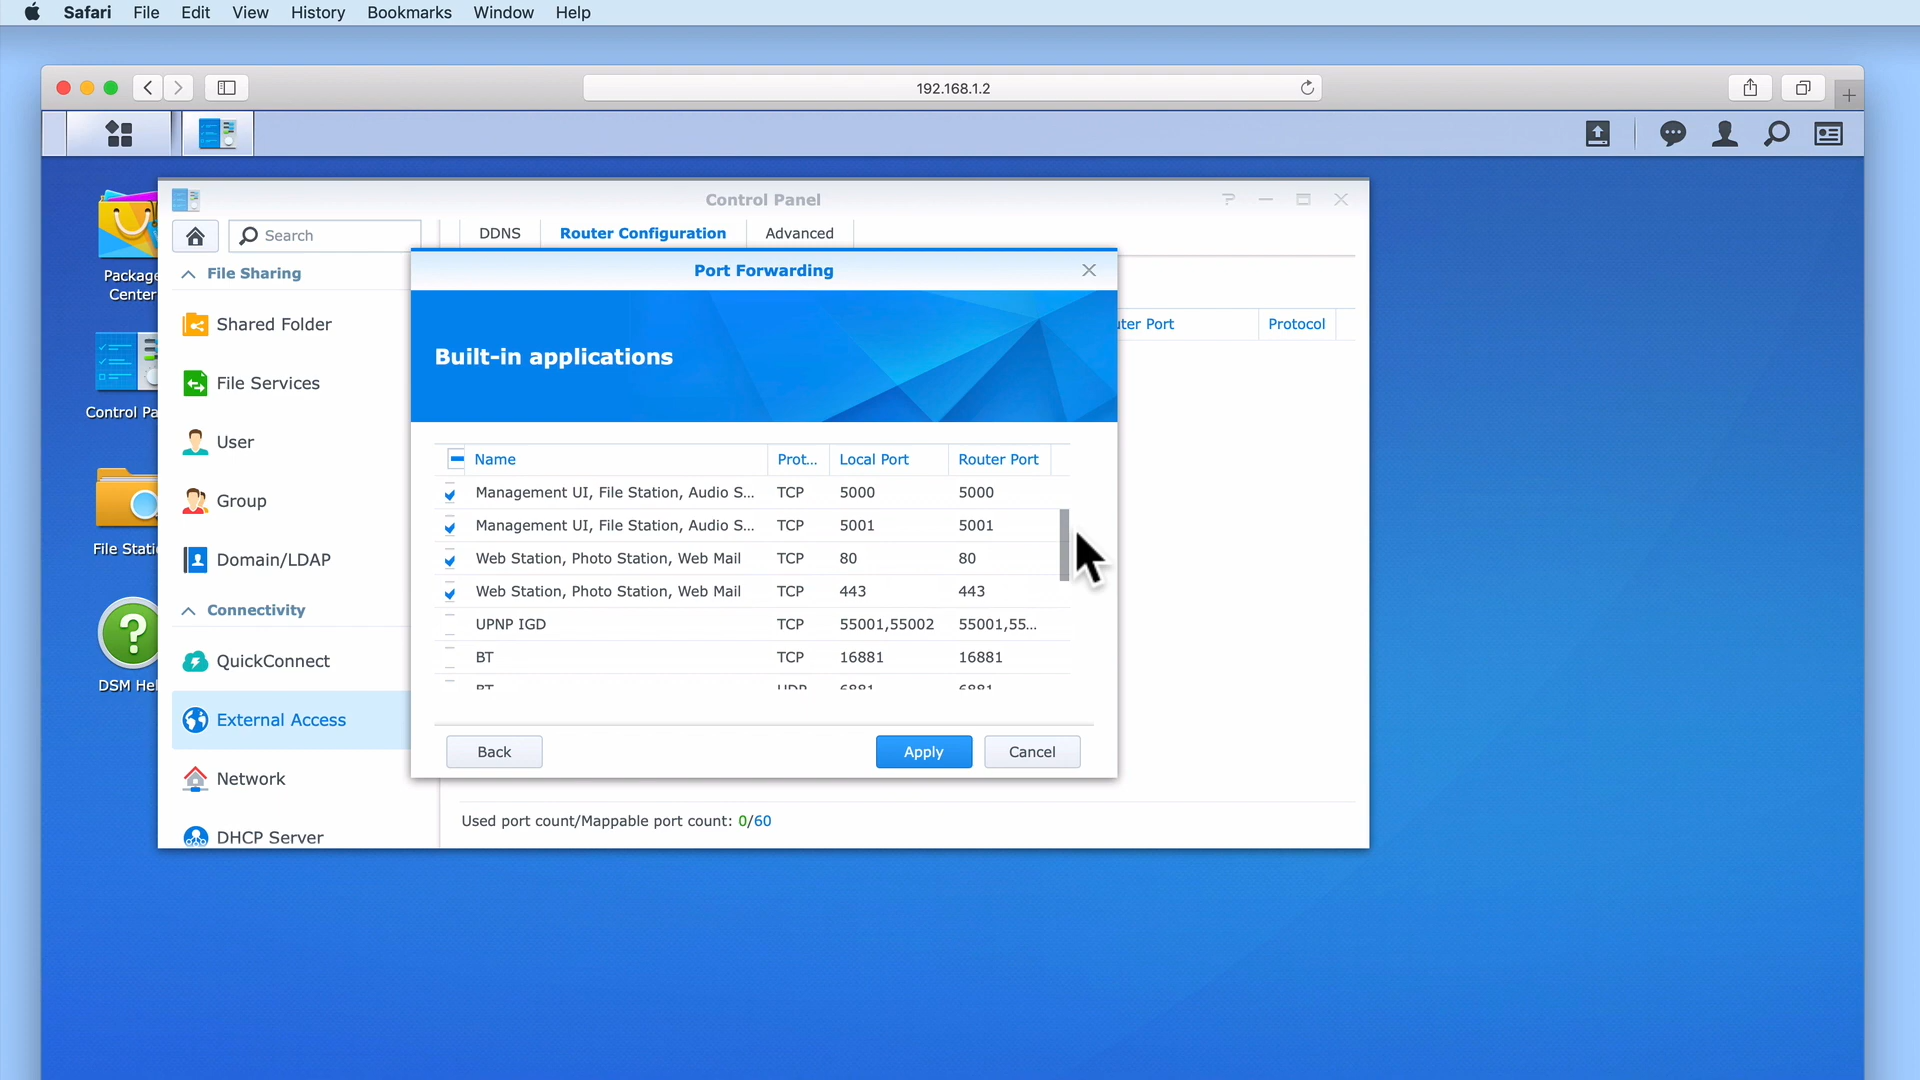 Safari File Edit View History Bookmarks Window Help
192.168.1.2
Control Panel
Search
DDNS Router Configuration Advanced
Package
Center
File Sharing
Port Forwarding
Shared Folder
Protocol
Built-in applications
File Services
Control Pa
User
Name Prot... Local Port Router Port
Management UI, File Station, Audio S... TCP 5000 5000
Group
Management UI, File Station, Audio S... TCP 5001 5001
File Stati
Domain/LDAP
Web Station, Photo Station, Web Mail TCP 80 80
Web Station, Photo Station, Web Mail TCP 443 443
Connectivity
UPNP IGD TCP 55001,55002 55001,55...
QuickConnect
BT TCP 16881 16881
DSM Hel
BT UDP 6881 6881
External Access
Back Apply Cancel
Network
Used port count/Mappable port count: 0/60
DHCP Server